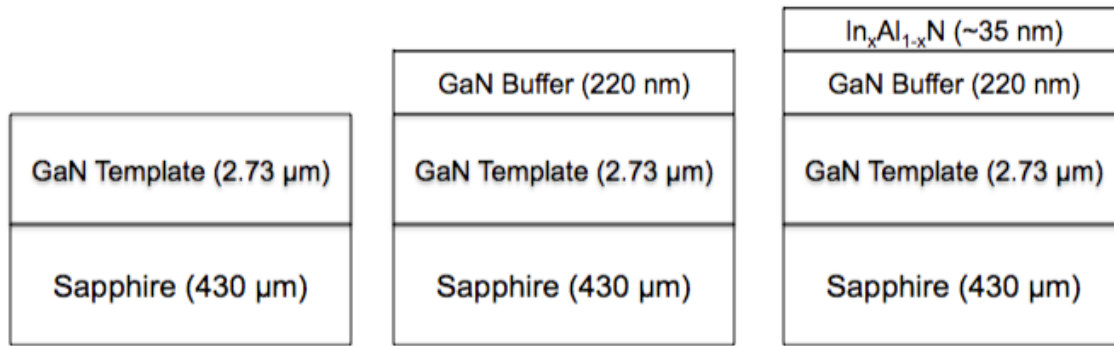 GaN Template (2.73 μm)
Sapphire (430 μm)
GaN Buffer (220 nm)
GaN Template (2.73 μm)
Sapphire (430 μm)
InₓAl₁₋ₓN (~35 nm)
GaN Buffer (220 nm)
GaN Template (2.73 μm)
Sapphire (430 μm)